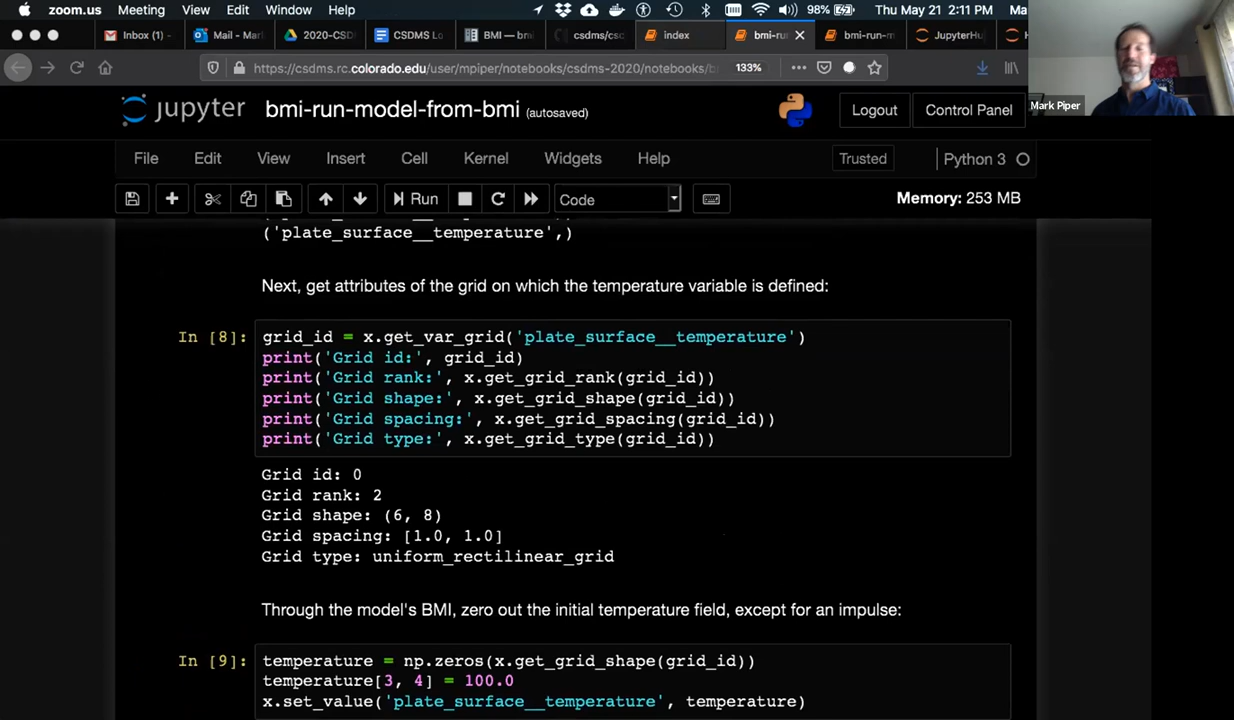 zoom.us Meeting View Edit Window Help 98% Thu May 21 2:11 PM Ma
Inbox (1) Mail - Mar 2020-CSD CSDMS Lo BMI — bmi csdms/csd index bmi-run bmi-run-m JupyterHu
https://csdms.rc.colorado.edu/user/mpiper/notebooks/csdms-2020/notebooks/b 133%
Mark Piper
jupyter bmi-run-model-from-bmi (autosaved) Logout Control Panel
File Edit View Insert Cell Kernel Widgets Help Trusted Python 3
Run Code Memory: 253 MB
('plate_surface__temperature',)
Next, get attributes of the grid on which the temperature variable is defined:
In [8]: grid_id = x.get_var_grid('plate_surface__temperature')
print('Grid id:', grid_id)
print('Grid rank:', x.get_grid_rank(grid_id))
print('Grid shape:', x.get_grid_shape(grid_id))
print('Grid spacing:', x.get_grid_spacing(grid_id))
print('Grid type:', x.get_grid_type(grid_id))
Grid id: 0
Grid rank: 2
Grid shape: (6, 8)
Grid spacing: [1.0, 1.0]
Grid type: uniform_rectilinear_grid
Through the model's BMI, zero out the initial temperature field, except for an impulse:
In [9]: temperature = np.zeros(x.get_grid_shape(grid_id))
temperature[3, 4] = 100.0
x.set_value('plate_surface__temperature', temperature)